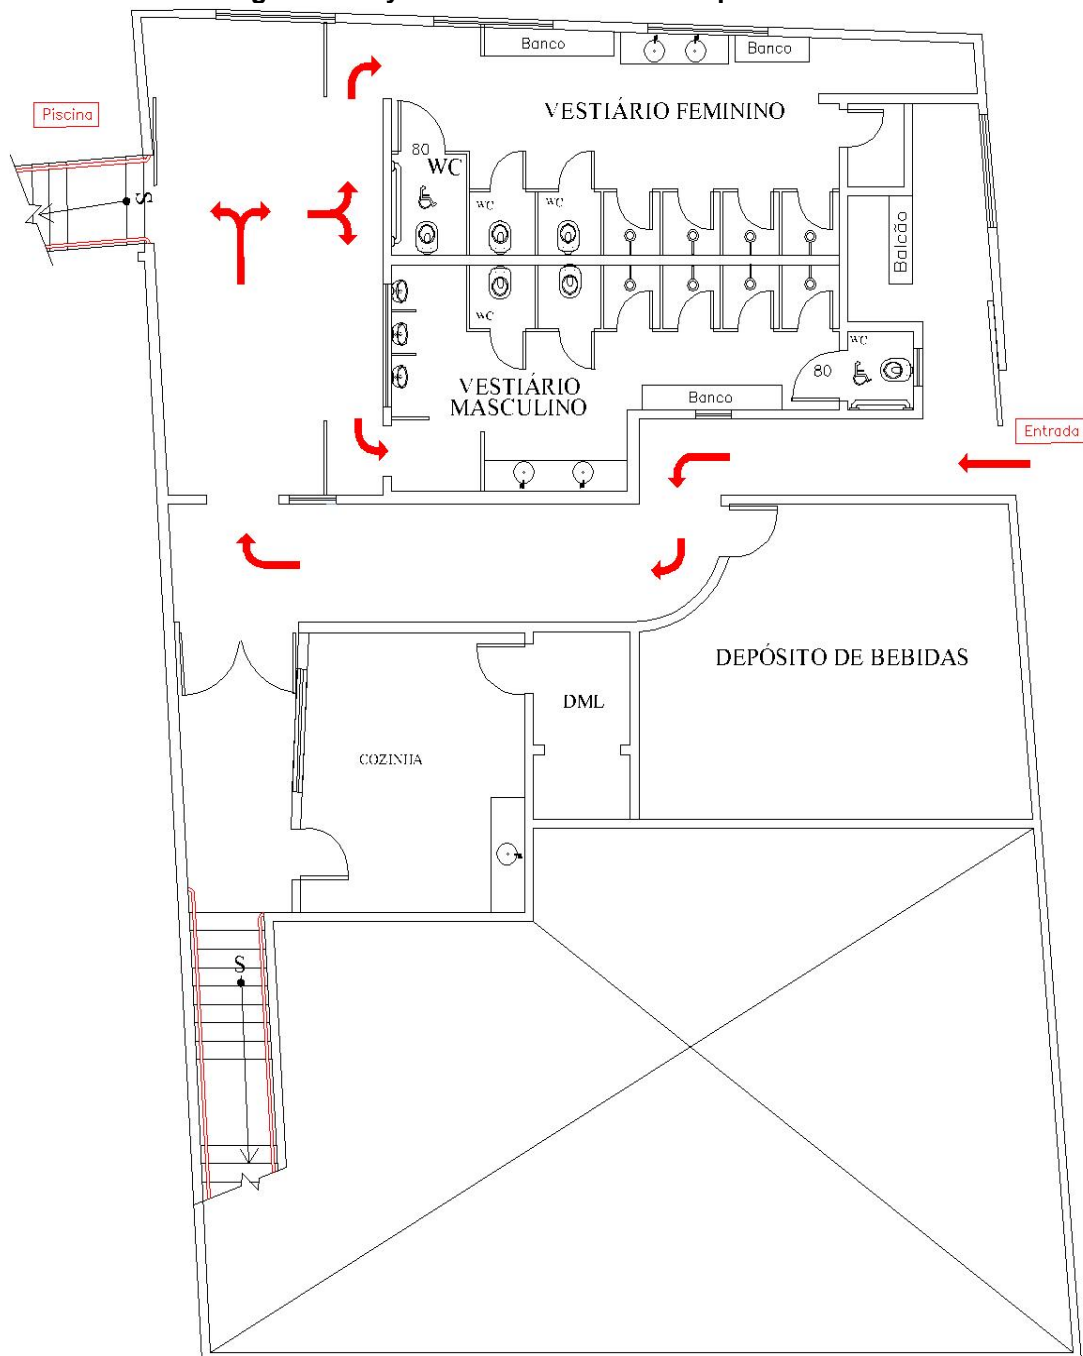 Banco
Banco
Piscina
VESTIÁRIO FEMININO
80
WC
S
WC
WC
Balcão
WC
WC
80
VESTIÁRIO
MASCULINO
Banco
Entrada
DEPÓSITO DE BEBIDAS
DML
COZINHA
S